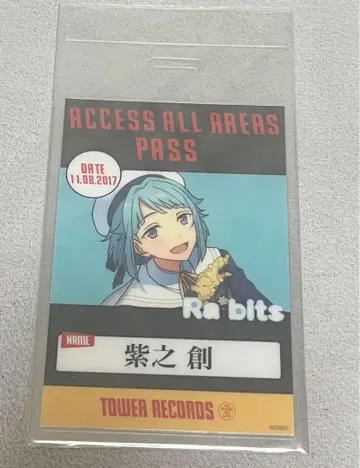 ACCESS ALL AREAS
PASS
DATE
11.08.2017
Ra*bits
NAME
紫之 創
TOWER RECORDS